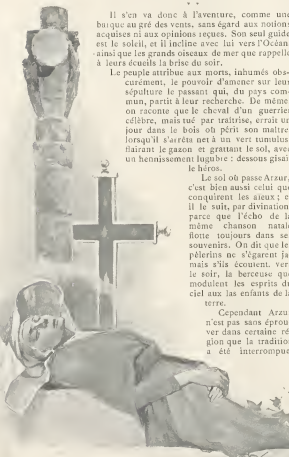 Il s'en va donc à l'aventure, comme une
barque au gré des vents, sans égard aux notions
acquises ni aux opinions reçues. Son seul guide
est le soleil, et il incline avec lui vers l'Océan
ainsi que les grands oiseaux de mer que rappelle
à leurs écueils la brise du soir.
Le peuple attribue aux morts, inhumés obs-
curément, le pouvoir d'amener sur leur
sépulture le passant qui, du pays com-
mun, partit à leur recherche. De même
on raconte que le cheval d'un guerrier
célèbre, mais tué par traîtrise, errait un
jour dans le bois où périt son maître
lorsqu'il s'arrêta net à un vert tumulus
flairant le gazon et grattant le sol, avec
un hennissement lugubre : dessous gisait
le héros.
Le sol où passe Arzur,
c'est bien aussi celui que
conquirent les aïeux ; et
il le suit, par divination,
parce que l'écho de la
même chanson natale
flotte toujours dans ses
souvenirs. On dit que les
pèlerins ne s'égarent ja-
mais s'ils écoutent, vers
le soir, la berceuse que
modulent les esprits du
ciel aux las enfants de la
terre.
Cependant Arzur
n'est pas sans éprou-
ver dans certaine ré-
gion que la tradition
a été interrompue